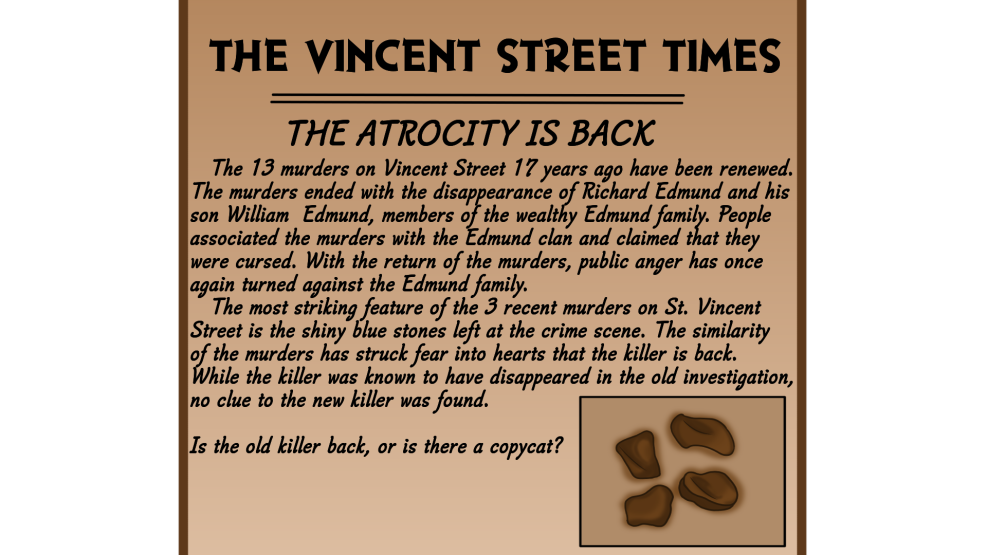 THE VINCENT STREET TIMES
THE ATROCITY IS BACK
The 13 murders on Vincent Street 17 years ago have been renewed.
The murders ended with the disappearance of Richard Edmund and his
son William Edmund, members of the wealthy Edmund family. People
associated the murders with the Edmund clan and claimed that they
were cursed. With the return of the murders, public anger has once
again turned against the Edmund family.
The most striking feature of the 3 recent murders on St. Vincent
Street is the shiny blue stones left at the crime scene. The similarity
of the murders has struck fear into hearts that the killer is back.
While the killer was known to have disappeared in the old investigation,
no clue to the new killer was found.
Is the old killer back, or is there a copycat?